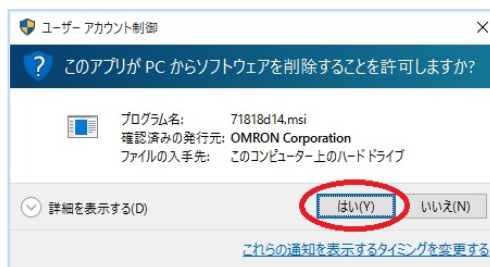 ユーザー アカウント制御
このアプリが PC からソフトウェアを削除することを許可しますか?
プログラム名: 71818d14.msi
確認済みの発行元: OMRON Corporation
ファイルの入手先: このコンピューター上のハード ドライブ
詳細を表示する(D)
はい(Y)
いいえ(N)
これらの通知を表示するタイミングを変更する